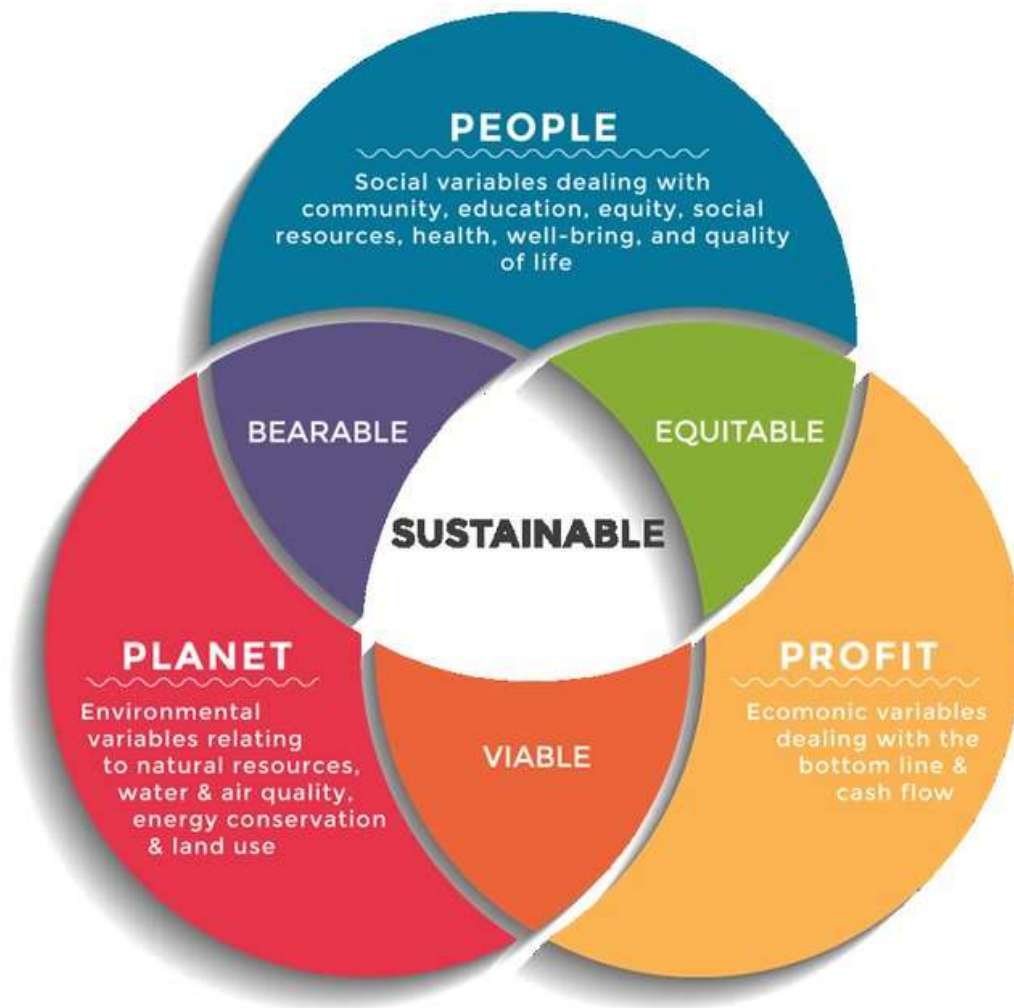 PEOPLE
Social variables dealing with
community, education, equity, social
resources, health, well-bring, and quality
of life
BEARABLE
EQUITABLE
SUSTAINABLE
PLANET
Environmental
variables relating
to natural resources,
water & air quality,
energy conservation
& land use
PROFIT
Ecomonic variables
dealing with the
bottom line &
cash flow
VIABLE